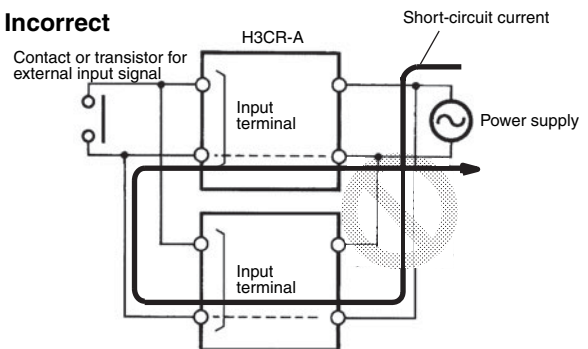 Incorrect
Short-circuit current
H3CR-A
Contact or transistor for
external input signal
Input
terminal
Power supply
Input
terminal